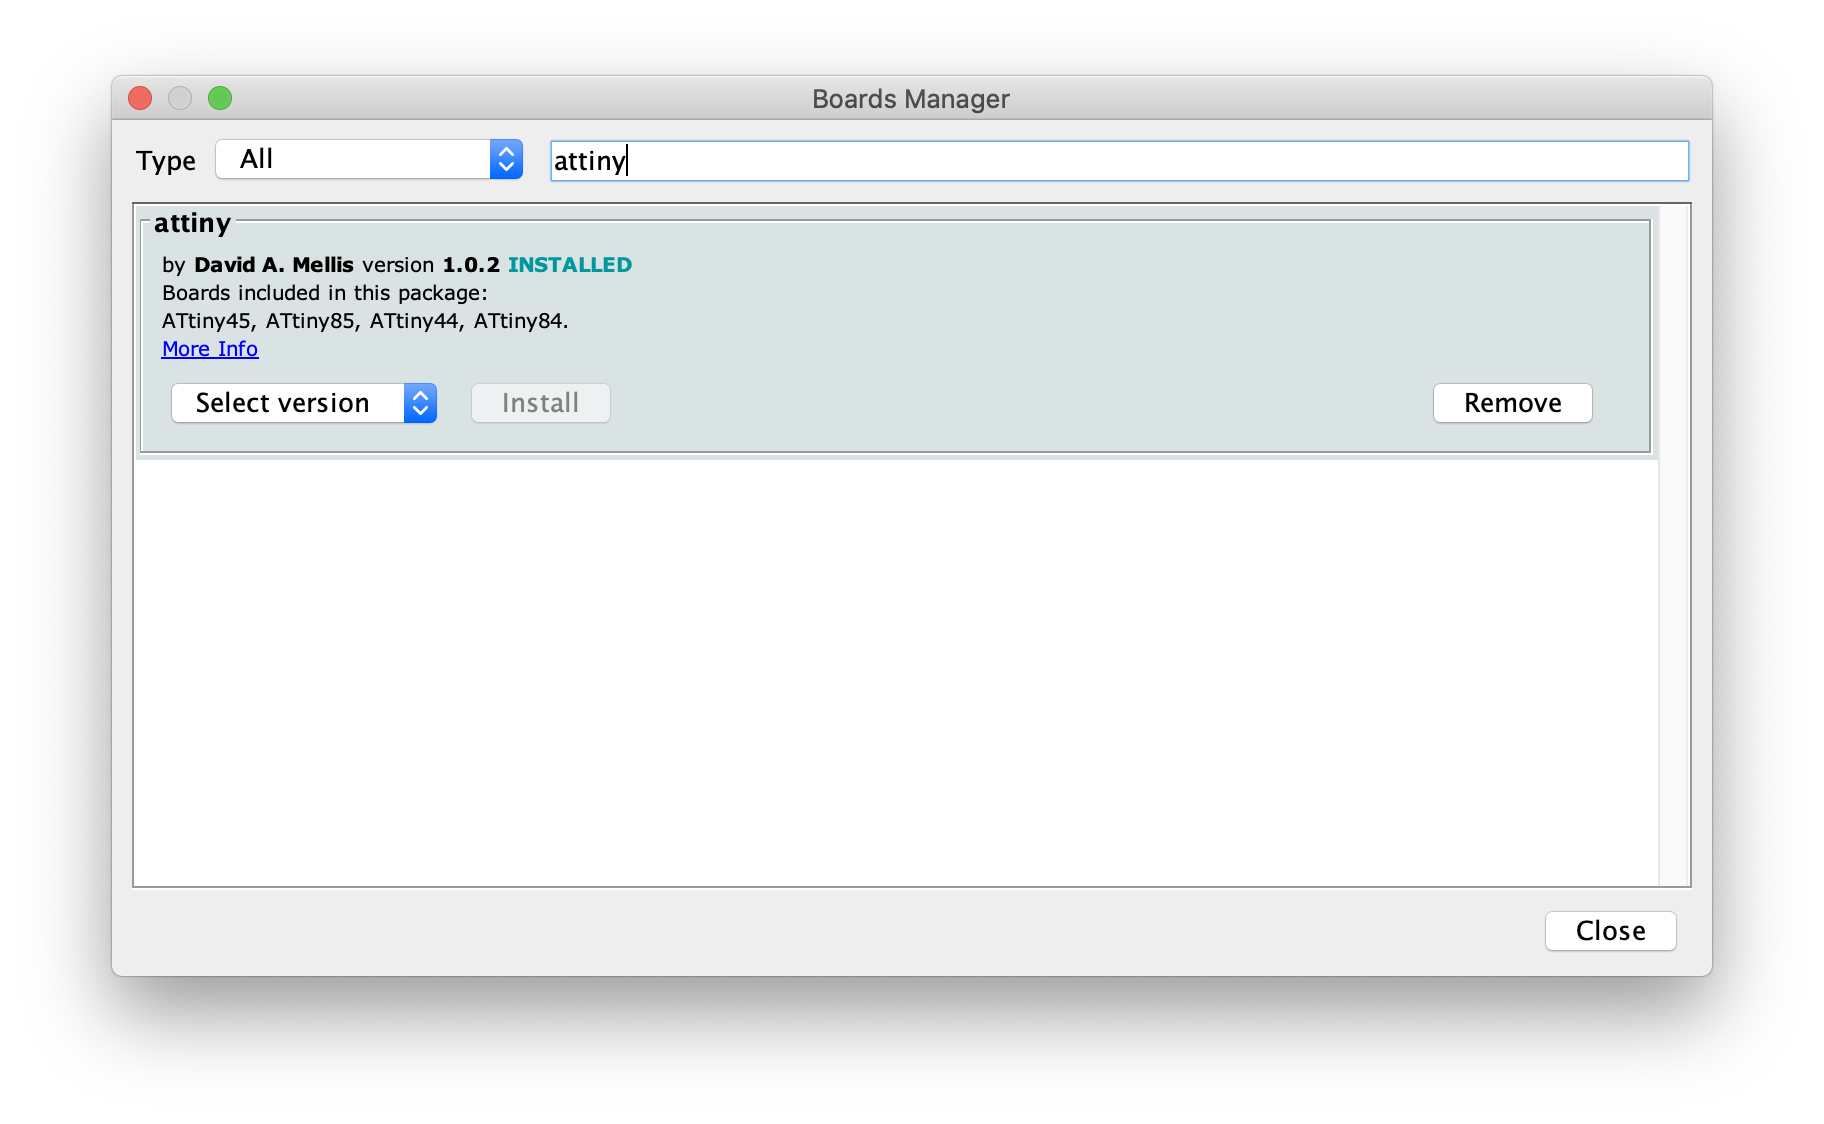 Boards Manager
Type All attiny
attiny
by David A. Mellis version 1.0.2 INSTALLED
Boards included in this package:
ATtiny45, ATtiny85, ATtiny44, ATtiny84.
More Info
Select version Install Remove
Close